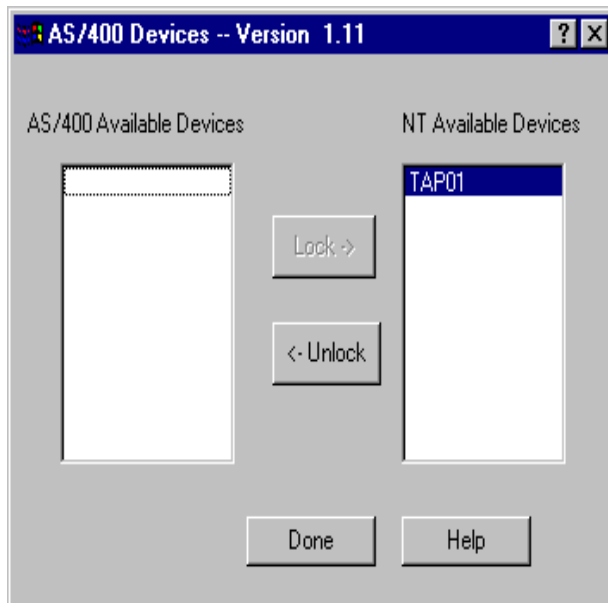 AS/400 Devices -- Version 1.11
AS/400 Available Devices
NT Available Devices
TAP01
Lock ->
<- Unlock
Done
Help